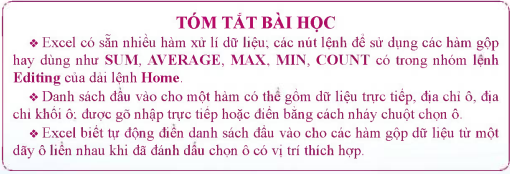 TÓM TẮT BÀI HỌC
❖ Excel có sẵn nhiều hàm xử lí dữ liệu; các nút lệnh để sử dụng các hàm gộp
hay dùng như SUM, AVERAGE, MAX, MIN, COUNT có trong nhóm lệnh
Editing của dải lệnh Home.
❖ Danh sách đầu vào cho một hàm có thể gồm dữ liệu trực tiếp, địa chỉ ô, địa
chỉ khối ô; được gõ nhập trực tiếp hoặc điền bằng cách nháy chuột chọn ô.
❖ Excel biết tự động điền danh sách đầu vào cho các hàm gộp dữ liệu từ một
dãy ô liền nhau khi đã đánh dấu chọn ô có vị trí thích hợp.